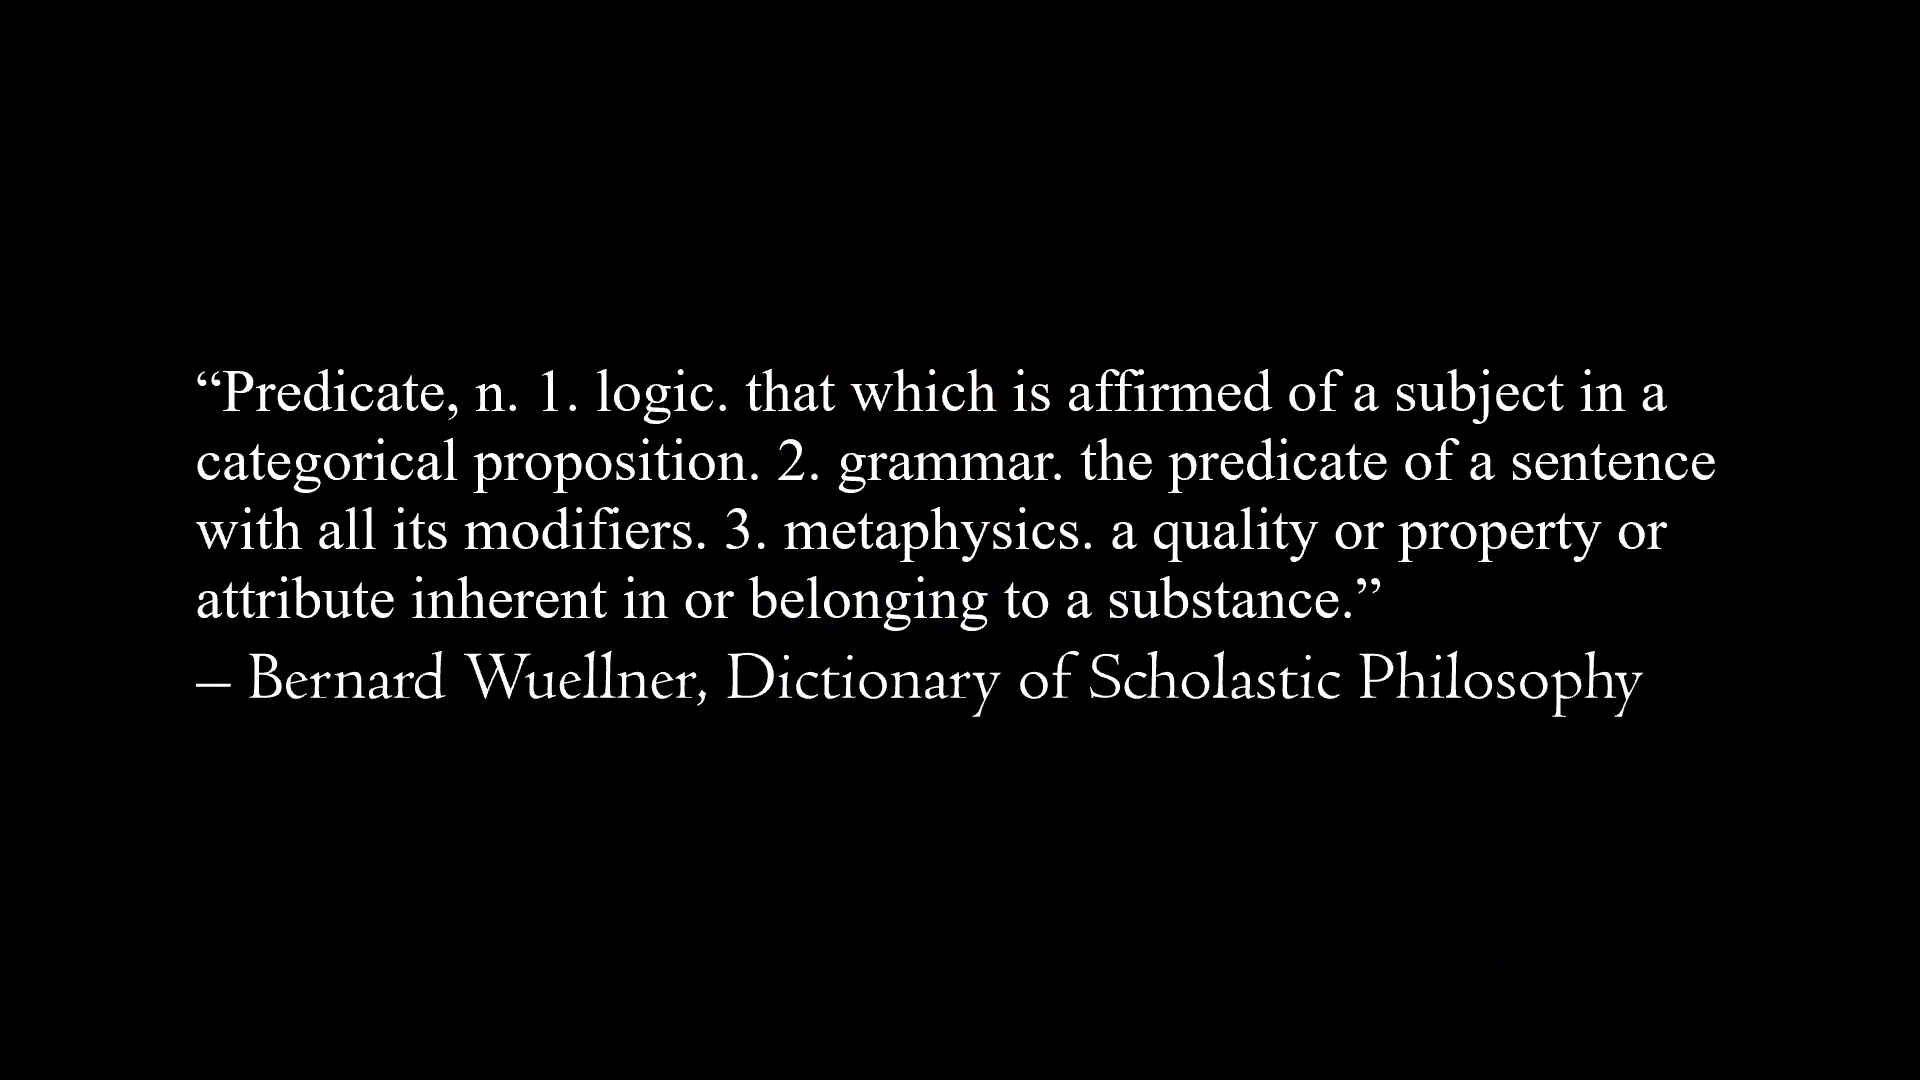 “Predicate, n. 1. logic. that which is affirmed of a subject in a
categorical proposition. 2. grammar. the predicate of a sentence
with all its modifiers. 3. metaphysics. a quality or property or
attribute inherent in or belonging to a substance.”
– Bernard Wuellner, Dictionary of Scholastic Philosophy